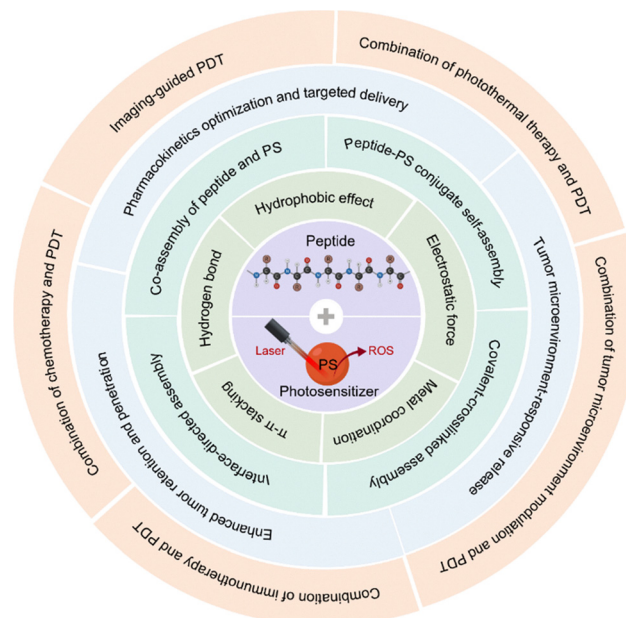 Imaging-guided PDT
Combination of photothermal therapy and PDT
Combination of tumor microenvironment modulation and PDT
Combination of immunotherapy and PDT
Combination of chemotherapy and PDT
Pharmacokinetics optimization and targeted delivery
Tumor microenvironment-responsive release
Enhanced tumor retention and penetration
Co-assembly of peptide and PS
Peptide-PS conjugate self-assembly
Covalent-crosslinked assembly
Interface-directed assembly
Hydrophobic effect
Electrostatic force
Metal coordination
π-π stacking
Hydrogen bond
Peptide
Laser
PS
ROS
Photosensitizer